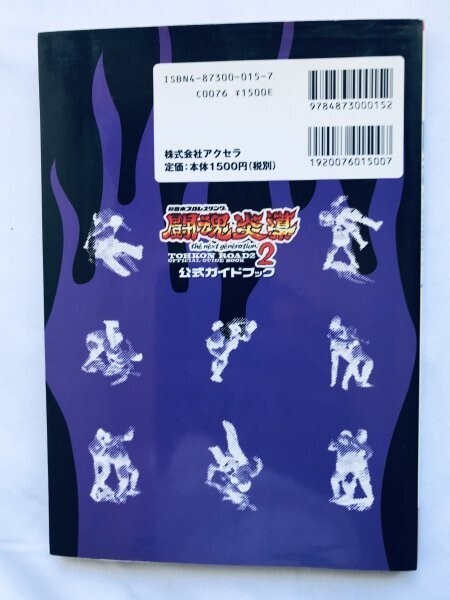 ISBN4-87300-015-7
C0076 ¥1500E
9784873000152
株式会社アクセラ
定価：本体1500円（税別）
1920076015007
新日本プロレスリング
闘魂炎導2
the next generation
TOHKON ROAD2
OFFICIAL GUIDE BOOK
公式ガイドブック